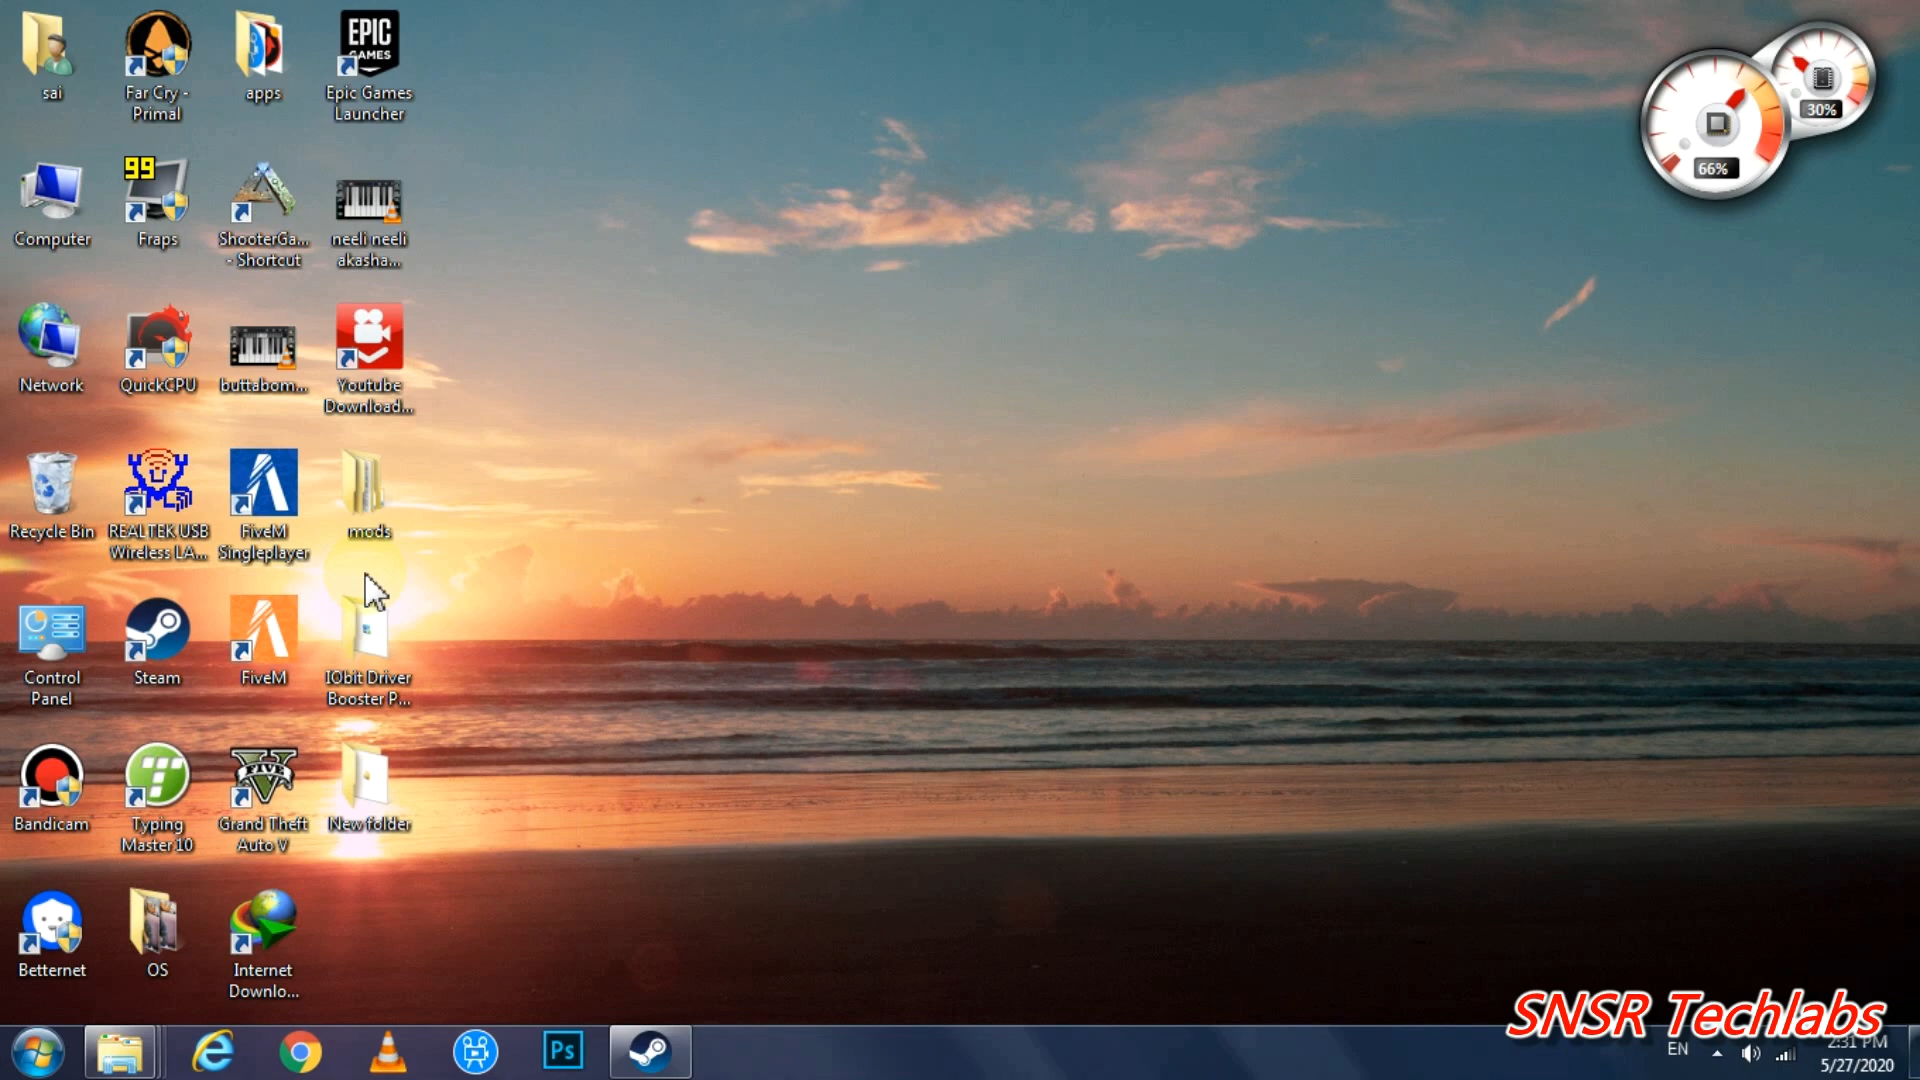 sai
Far Cry -
Primal
apps
EPIC
GAMES
Epic Games
Launcher
30%
66%
Computer
99
Fraps
ShooterGa...
- Shortcut
neeli neeli
akasha...
Network
QuickCPU
buttabom...
Youtube
Download...
Recycle Bin
REALTEK USB
Wireless LA...
FiveM
Singleplayer
mods
Control
Panel
Steam
FiveM
IObit Driver
Booster P...
Bandicam
Typing
Master 10
FIVE
Grand Theft
Auto V
New folder
Betternet
OS
Internet
Downlo...
SNSR Techlabs
Ps
EN
2:31 PM
5/27/2020